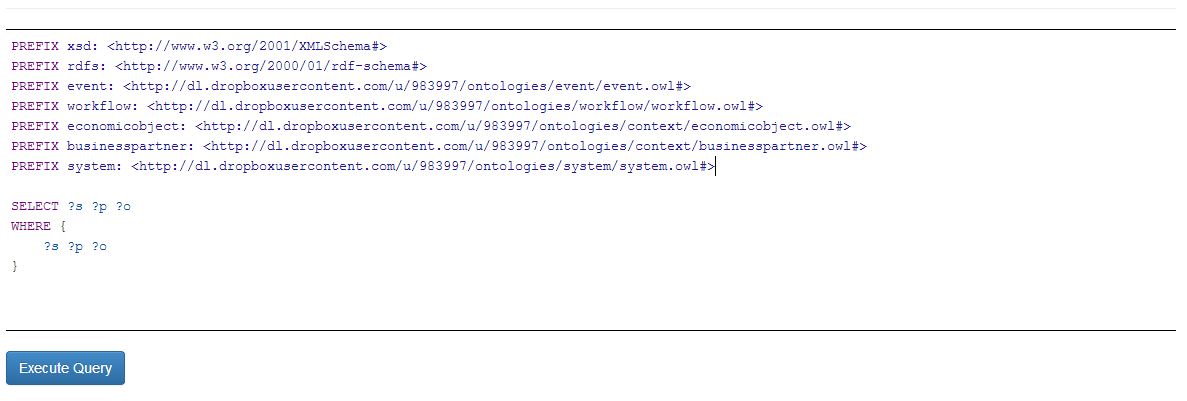 PREFIX xsd: <http://www.w3.org/2001/XMLSchema#>
PREFIX rdfs: <http://www.w3.org/2000/01/rdf-schema#>
PREFIX event: <http://dl.dropboxusercontent.com/u/983997/ontologies/event/event.owl#>
PREFIX workflow: <http://dl.dropboxusercontent.com/u/983997/ontologies/workflow/workflow.owl#>
PREFIX economicobject: <http://dl.dropboxusercontent.com/u/983997/ontologies/context/economicobject.owl#>
PREFIX businesspartner: <http://dl.dropboxusercontent.com/u/983997/ontologies/context/businesspartner.owl#>
PREFIX system: <http://dl.dropboxusercontent.com/u/983997/ontologies/system/system.owl#>
SELECT ?s ?p ?o
WHERE {
    ?s ?p ?o
}
Execute Query